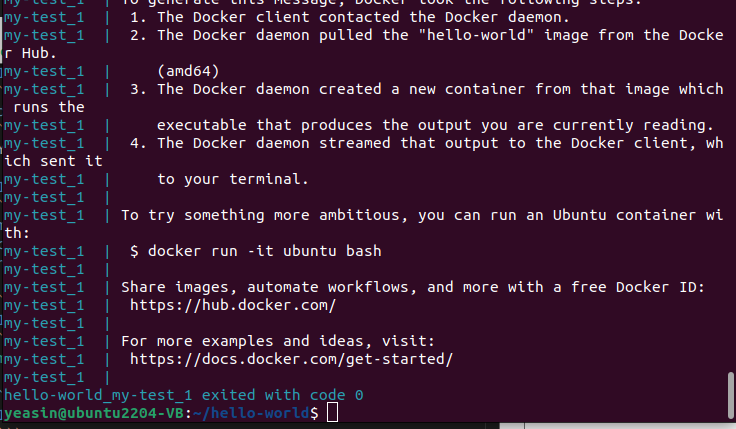 my-test_1  | To generate this message, Docker took the following steps:
my-test_1  |  1. The Docker client contacted the Docker daemon.
my-test_1  |  2. The Docker daemon pulled the "hello-world" image from the Docke
r Hub.
my-test_1  |     (amd64)
my-test_1  |  3. The Docker daemon created a new container from that image which
 runs the
my-test_1  |     executable that produces the output you are currently reading.
my-test_1  |  4. The Docker daemon streamed that output to the Docker client, wh
ich sent it
my-test_1  |     to your terminal.
my-test_1  |
my-test_1  | To try something more ambitious, you can run an Ubuntu container wi
th:
my-test_1  |  $ docker run -it ubuntu bash
my-test_1  |
my-test_1  | Share images, automate workflows, and more with a free Docker ID:
my-test_1  |  https://hub.docker.com/
my-test_1  |
my-test_1  | For more examples and ideas, visit:
my-test_1  |  https://docs.docker.com/get-started/
my-test_1  |
hello-world_my-test_1 exited with code 0
yeasin@ubuntu2204-VB:~/hello-world$